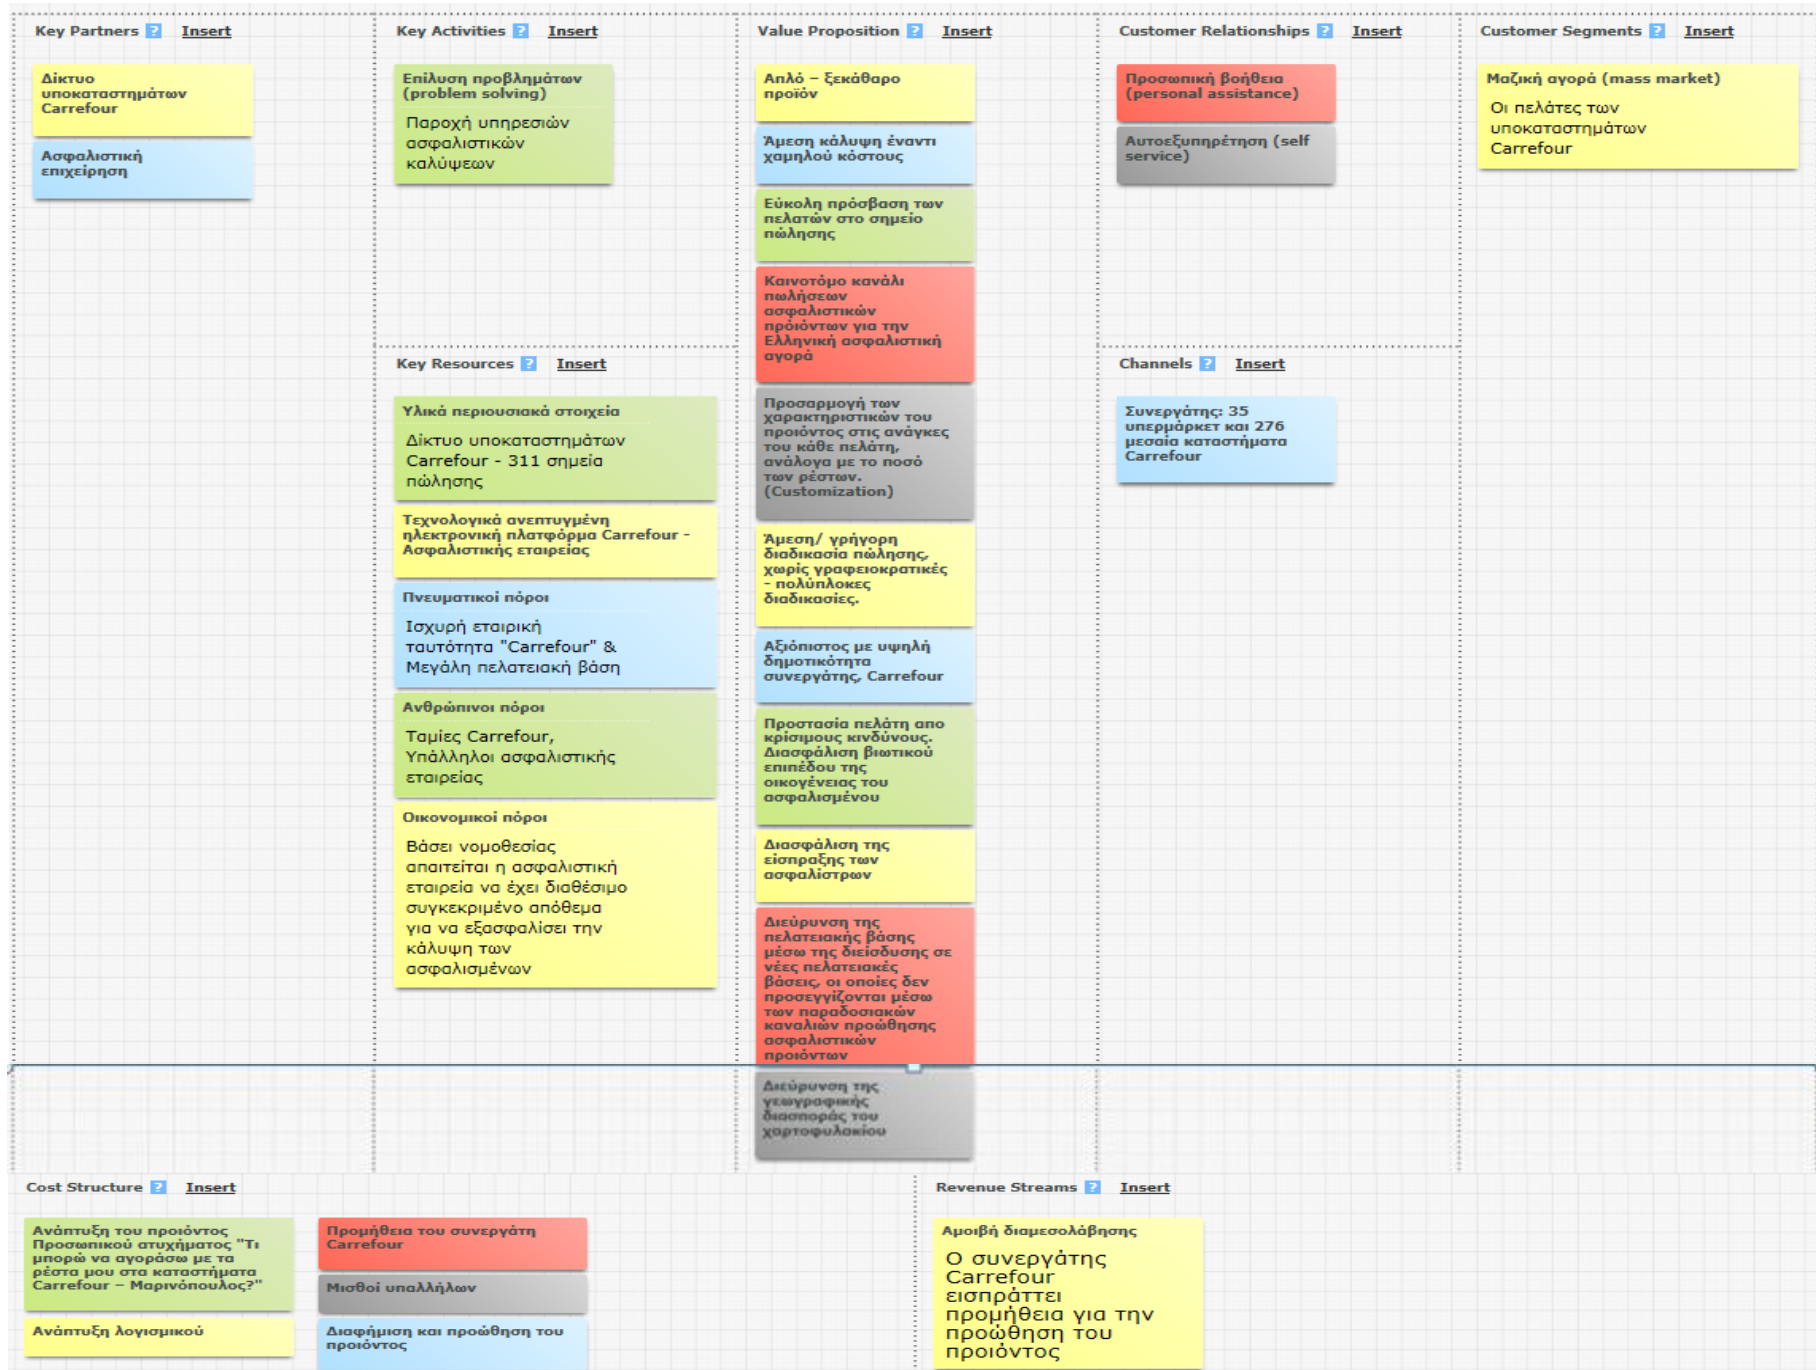 Key Partners ? Insert
Δίκτυο
υποκαταστημάτων
Carrefour
Ασφαλιστική
επιχείρηση
Key Activities ? Insert
Επίλυση προβλημάτων
(problem solving)
Παροχή υπηρεσιών
ασφαλιστικών
καλύψεων
Key Resources ? Insert
Υλικά περιουσιακά στοιχεία
Δίκτυο υποκαταστημάτων
Carrefour - 311 σημεία
πώλησης
Τεχνολογικά ανεπτυγμένη
ηλεκτρονική πλατφόρμα Carrefour -
Ασφαλιστικής εταιρείας
Πνευματικοί πόροι
Ισχυρή εταιρική
ταυτότητα "Carrefour" &
Μεγάλη πελατειακή βάση
Ανθρώπινοι πόροι
Ταμίες Carrefour,
Υπάλληλοι ασφαλιστικής
εταιρείας
Οικονομικοί πόροι
Βάσει νομοθεσίας
απαιτείται η ασφαλιστική
εταιρεία να έχει διαθέσιμο
συγκεκριμένο απόθεμα
για να εξασφαλίσει την
κάλυψη των
ασφαλισμένων
Value Proposition ? Insert
Απλό – ξεκάθαρο
προϊόν
Άμεση κάλυψη έναντι
χαμηλού κόστους
Εύκολη πρόσβαση των
πελατών στο σημείο
πώλησης
Καινοτόμο κανάλι
πωλήσεων
ασφαλιστικών
πρόιόντων για την
Ελληνική ασφαλιστική
αγορά
Προσαρμογή των
χαρακτηριστικών του
προιόντος στις ανάγκες
του κάθε πελάτη,
ανάλογα με το ποσό
των ρέστων.
(Customization)
Άμεση/ γρήγορη
διαδικασία πώλησης,
χωρίς γραφειοκρατικές
- πολύπλοκες
διαδικασίες.
Αξιόπιστος με υψηλή
δημοτικότητα
συνεργάτης, Carrefour
Προστασία πελάτη απο
κρίσιμους κινδύνους.
Διασφάλιση βιωτικού
επιπέδου της
οικογένειας του
ασφαλισμένου
Διασφάλιση της
είσπραξης των
ασφαλίστρων
Διεύρυνση της
πελατειακής βάσης
μέσω της διείσδυσης σε
νέες πελατειακές
βάσεις, οι οποίες δεν
προσεγγίζονται μέσω
των παραδοσιακών
καναλιών προώθησης
ασφαλιστικών
προιόντων
Διεύρυνση της
γεωγραφικής
διασποράς του
χαρτοφυλακίου
Customer Relationships ? Insert
Προσωπική βοήθεια
(personal assistance)
Αυτοεξυπηρέτηση (self
service)
Channels ? Insert
Συνεργάτης: 35
υπερμάρκετ και 276
μεσαία καταστήματα
Carrefour
Customer Segments ? Insert
Μαζική αγορά (mass market)
Οι πελάτες των
υποκαταστημάτων
Carrefour
Cost Structure ? Insert
Ανάπτυξη του προιόντος
Προσωπικού ατυχήματος "Τι
μπορώ να αγοράσω με τα
ρέστα μου στα καταστήματα
Carrefour – Μαρινόπουλος?"
Ανάπτυξη λογισμικού
Προμήθεια του συνεργάτη
Carrefour
Μισθοί υπαλλήλων
Διαφήμιση και προώθηση του
προιόντος
Revenue Streams ? Insert
Αμοιβή διαμεσολάβησης
Ο συνεργάτης
Carrefour
εισπράττει
προμήθεια για την
προώθηση του
προιόντος